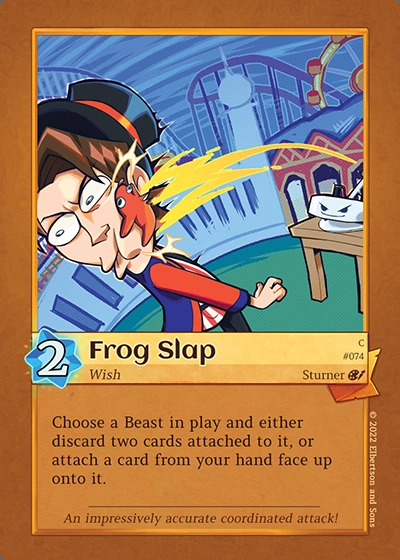 2
Frog Slap
C
#074
Wish
Sturner
Choose a Beast in play and either
discard two cards attached to it, or
attach a card from your hand face up
onto it.
An impressively accurate coordinated attack!
© 2022 Elbertson and Sons